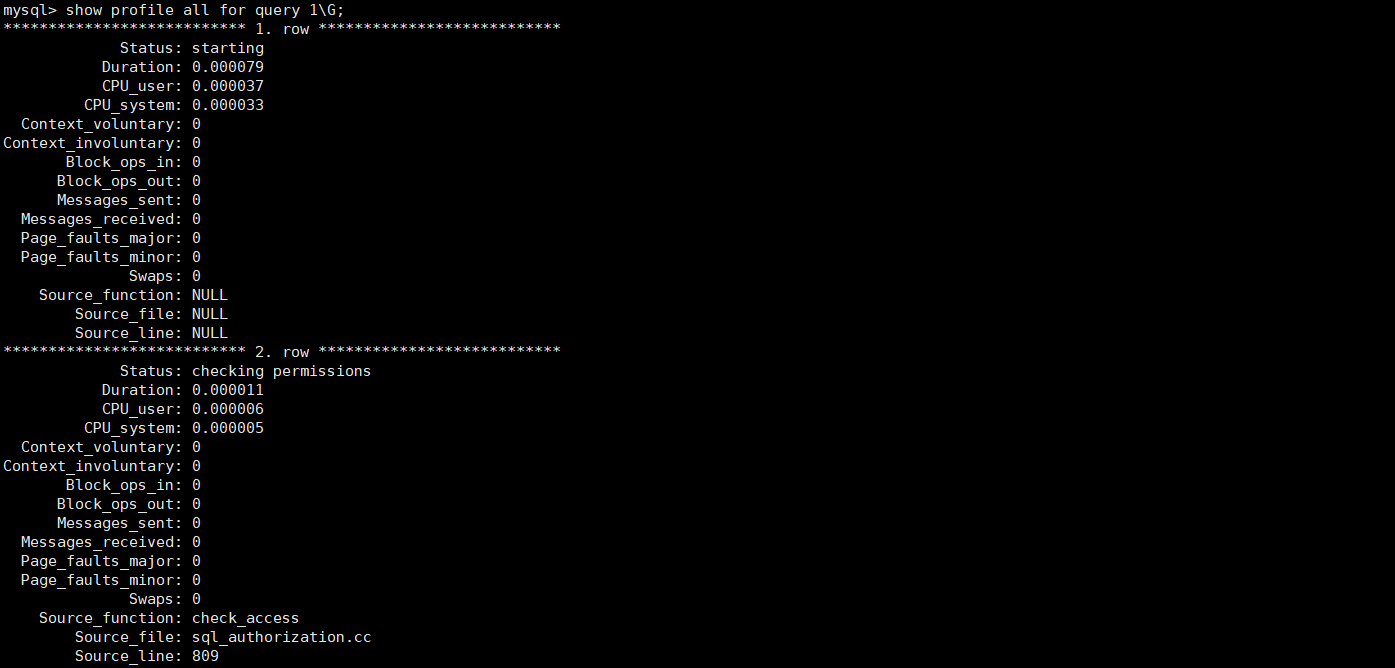 mysql> show profile all for query 1\G;
*************************** 1. row ***************************
Status: starting
Duration: 0.000079
CPU_user: 0.000037
CPU_system: 0.000033
Context_voluntary: 0
Context_involuntary: 0
Block_ops_in: 0
Block_ops_out: 0
Messages_sent: 0
Messages_received: 0
Page_faults_major: 0
Page_faults_minor: 0
Swaps: 0
Source_function: NULL
Source_file: NULL
Source_line: NULL
*************************** 2. row ***************************
Status: checking permissions
Duration: 0.000011
CPU_user: 0.000006
CPU_system: 0.000005
Context_voluntary: 0
Context_involuntary: 0
Block_ops_in: 0
Block_ops_out: 0
Messages_sent: 0
Messages_received: 0
Page_faults_major: 0
Page_faults_minor: 0
Swaps: 0
Source_function: check_access
Source_file: sql_authorization.cc
Source_line: 809